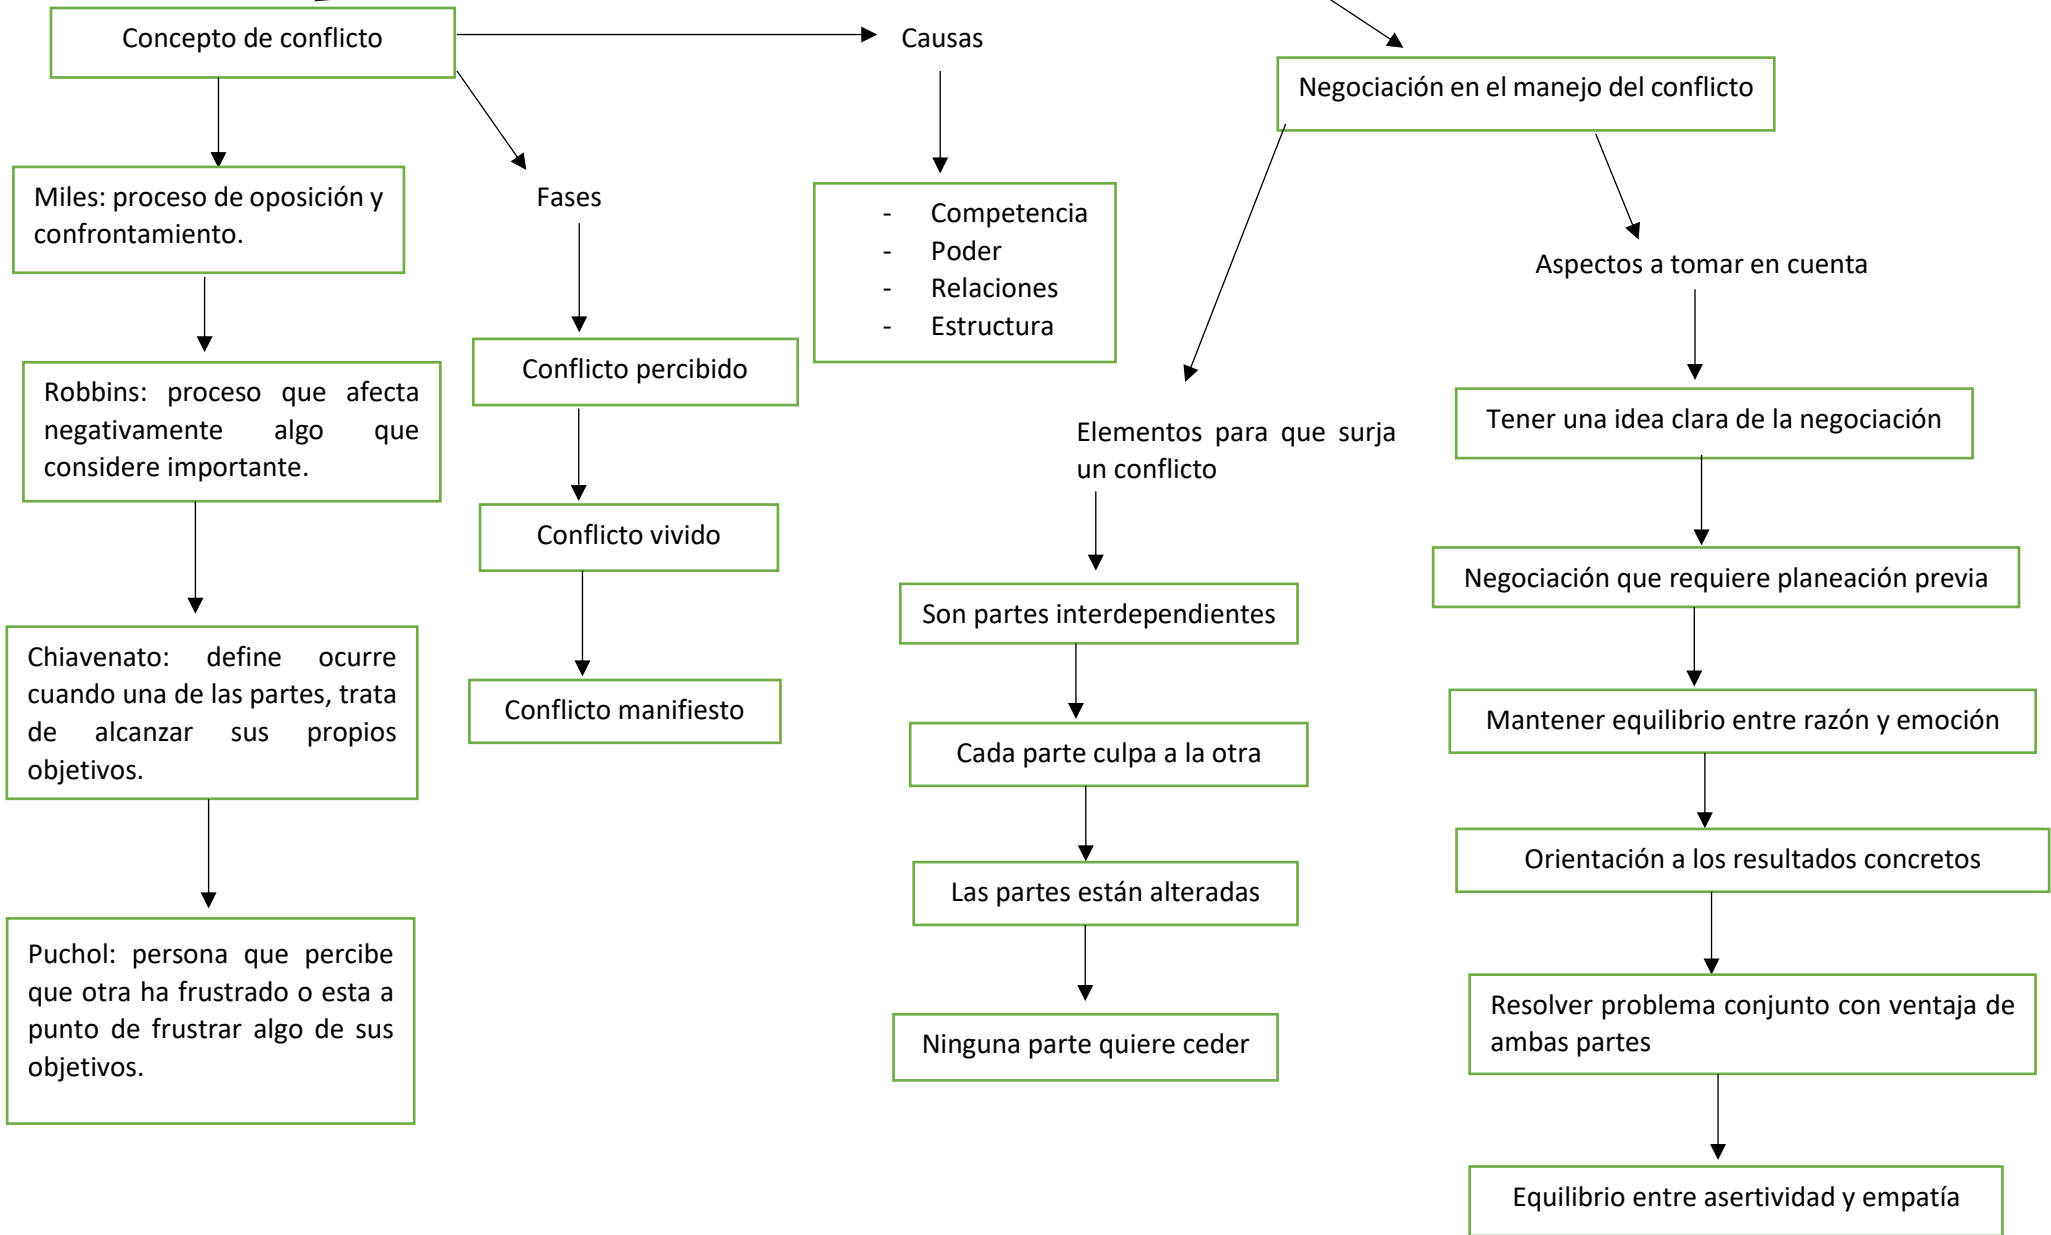 Concepto de conflicto
Miles: proceso de oposición y
confrontamiento.
Robbins: proceso que afecta
negativamente algo que
considere importante.
Chiavenato: define ocurre
cuando una de las partes, trata
de alcanzar sus propios
objetivos.
Puchol: persona que percibe
que otra ha frustrado o esta a
punto de frustrar algo de sus
objetivos.
Fases
Conflicto percibido
Conflicto vivido
Conflicto manifiesto
Causas
- Competencia
- Poder
- Relaciones
- Estructura
Negociación en el manejo del conflicto
Elementos para que surja
un conflicto
Son partes interdependientes
Cada parte culpa a la otra
Las partes están alteradas
Ninguna parte quiere ceder
Aspectos a tomar en cuenta
Tener una idea clara de la negociación
Negociación que requiere planeación previa
Mantener equilibrio entre razón y emoción
Orientación a los resultados concretos
Resolver problema conjunto con ventaja de
ambas partes
Equilibrio entre asertividad y empatía